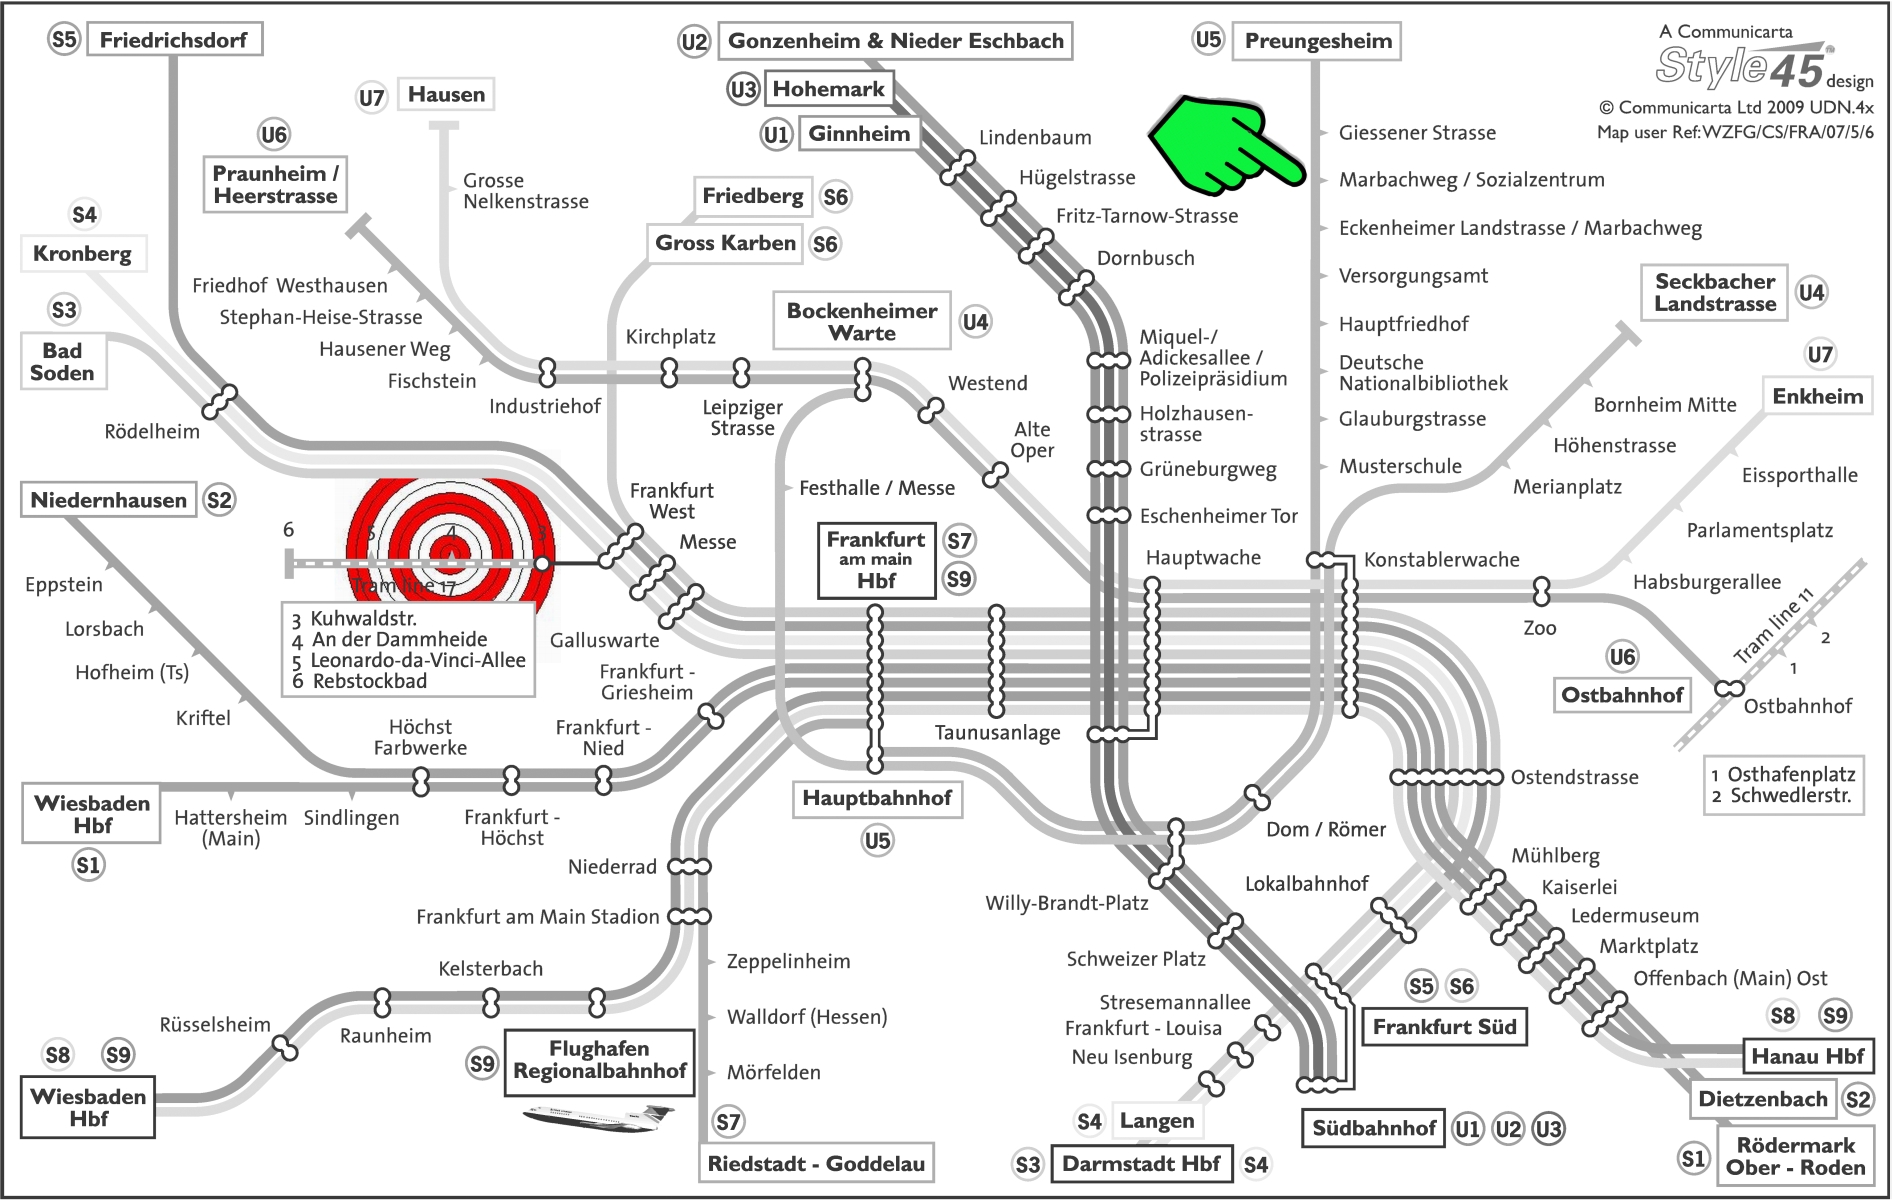 S5 Friedrichsdorf
U7 Hausen
U6
Praunheim /
Heerstrasse
S4
Kronberg
S3
Bad
Soden
Grosse
Nelkenstrasse
Friedberg S6
Gross Karben S6
U2 Gonzenheim & Nieder Eschbach
U3 Hohemark
U1 Ginnheim
Lindenbaum
Hügelstrasse
Fritz-Tarnow-Strasse
Dornbusch
Miquel-/
Adickesallee /
Polizeipräsidium
Holzhausen-
strasse
Grüneburgweg
Eschenheimer Tor
U5 Preungesheim
Giessener Strasse
Marbachweg / Sozialzentrum
Eckenheimer Landstrasse / Marbachweg
Versorgungsamt
Hauptfriedhof
Deutsche
Nationalbibliothek
Glauburgstrasse
Musterschule
A Communicarta
Style 45 ™
design
© Communicarta Ltd 2009 UDN.4x
Map user Ref:WZFG/CS/FRA/07/5/6
Seckbacher
Landstrasse U4
U7
Enkheim
Bornheim Mitte
Höhenstrasse
Merianplatz
Eissporthalle
Parlamentsplatz
Habsburgerallee
Friedhof Westhausen
Stephan-Heise-Strasse
Hausener Weg
Fischstein
Industriehof
Kirchplatz
Leipziger
Strasse
Bockenheimer
Warte U4
Westend
Alte
Oper
Festhalle / Messe
Rödelheim
Niedernhausen S2
Frankfurt
West
Messe
Galluswarte
6 5 4 3
Tram line 17
3 Kuhwaldstr.
4 An der Dammheide
5 Leonardo-da-Vinci-Allee
6 Rebstockbad
Frankfurt
am main
Hbf
S7
S9
Hauptwache
Konstablerwache
Zoo
U6
Ostbahnhof
Tram line 11
2
1
Ostbahnhof
1 Osthafenplatz
2 Schwedlerstr.
Eppstein
Lorsbach
Hofheim (Ts)
Kriftel
Frankfurt -
Griesheim
Höchst
Farbwerke
Frankfurt -
Nied
Taunusanlage
Ostendstrasse
Wiesbaden
Hbf
S1
Hattersheim
(Main)
Sindlingen
Frankfurt -
Höchst
Hauptbahnhof
U5
Dom / Römer
Niederrad
Frankfurt am Main Stadion
Willy-Brandt-Platz
Lokalbahnhof
Mühlberg
Kaiserlei
Ledermuseum
Marktplatz
Offenbach (Main) Ost
Zeppelinheim
Walldorf (Hessen)
Mörfelden
Schweizer Platz
Stresemannallee
Frankfurt - Louisa
Neu Isenburg
S5 S6
Frankfurt Süd
S8 S9
Hanau Hbf
Dietzenbach S2
S1 Rödermark
Ober - Roden
Kelsterbach
Rüsselsheim
Raunheim
S8 S9
Wiesbaden
Hbf
S9 Flughafen
Regionalbahnhof
S7
Riedstadt - Goddelau
S4 Langen
S3 Darmstadt Hbf S4
Südbahnhof U1 U2 U3